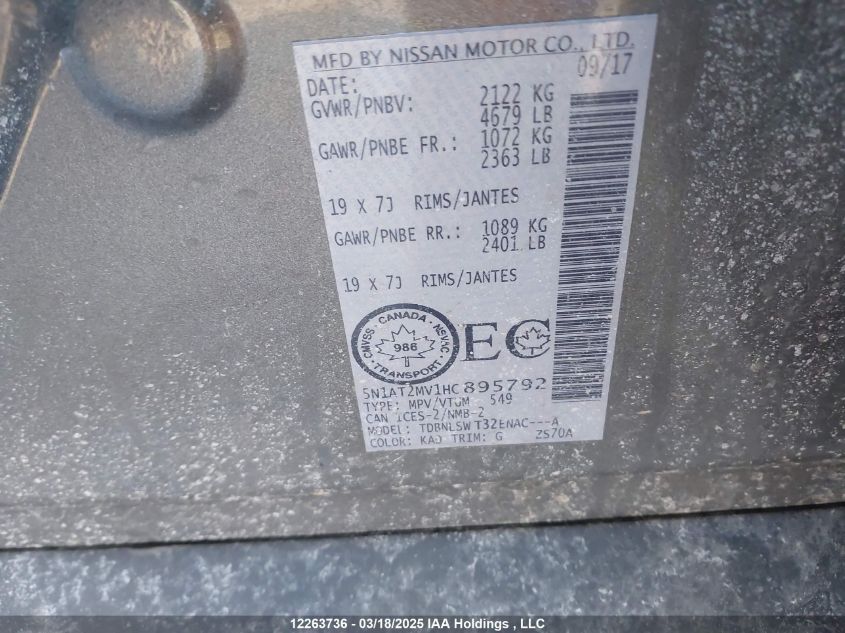 MFD BY NISSAN MOTOR CO., LTD.
DATE: 09/17
GVWR/PNBV: 2122 KG
4679 LB
GAWR/PNBE FR.: 1072 KG
2363 LB
19 X 7J RIMS/JANTES
GAWR/PNBE RR.: 1089 KG
2401 LB
19 X 7J RIMS/JANTES
CANADA
CMVSS - NSVAC
986
TRANSPORT
EC
5N1AT2MV1HC895792
TYPE: MPV/VTUM 549
CAN ICES-2/NMB-2
MODEL: TDBNLSWT32ENAC---A
COLOR: KAD TRIM: G ZS70A
12263736 - 03/18/2025 IAA Holdings , LLC